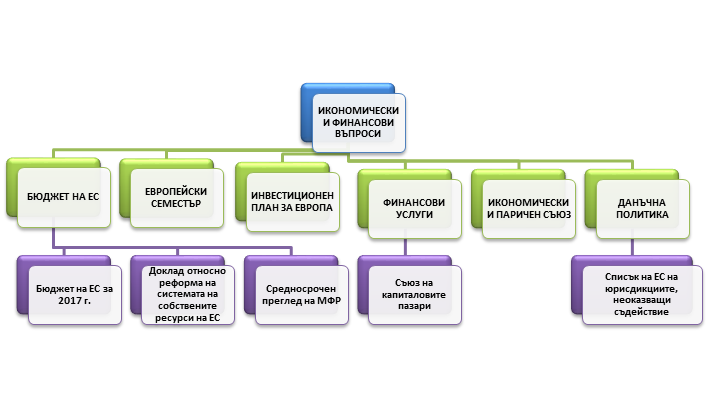 ИКОНОМИЧЕСКИ
И ФИНАНСОВИ
ВЪПРОСИ
БЮДЖЕТ НА ЕС
ЕВРОПЕЙСКИ
СЕМЕСТЪР
ИНВЕСТИЦИОНЕН
ПЛАН ЗА ЕВРОПА
ФИНАНСОВИ
УСЛУГИ
ИКОНОМИЧЕСКИ
И ПАРИЧЕН СЪЮЗ
ДАНЪЧНА
ПОЛИТИКА
Бюджет на ЕС за
2017 г.
Доклад относно
реформа на
системата на
собствените
ресурси на ЕС
Средносрочен
преглед на МФР
Съюз на
капиталовите
пазари
Списък на ЕС на
юрисдикциите,
неоказващи
съдействие